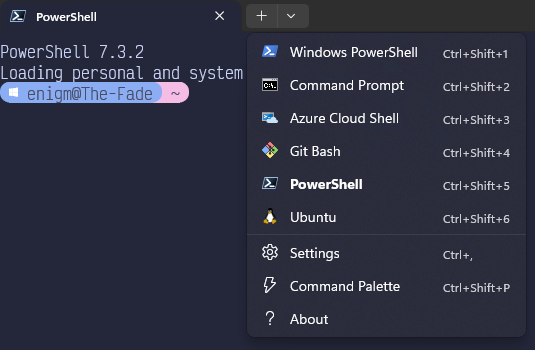 PowerShell
PowerShell 7.3.2
Loading personal and system
enigm@The-Fade ~
Windows PowerShell Ctrl+Shift+1
Command Prompt Ctrl+Shift+2
Azure Cloud Shell Ctrl+Shift+3
Git Bash Ctrl+Shift+4
PowerShell Ctrl+Shift+5
Ubuntu Ctrl+Shift+6
Settings Ctrl+,
Command Palette Ctrl+Shift+P
About